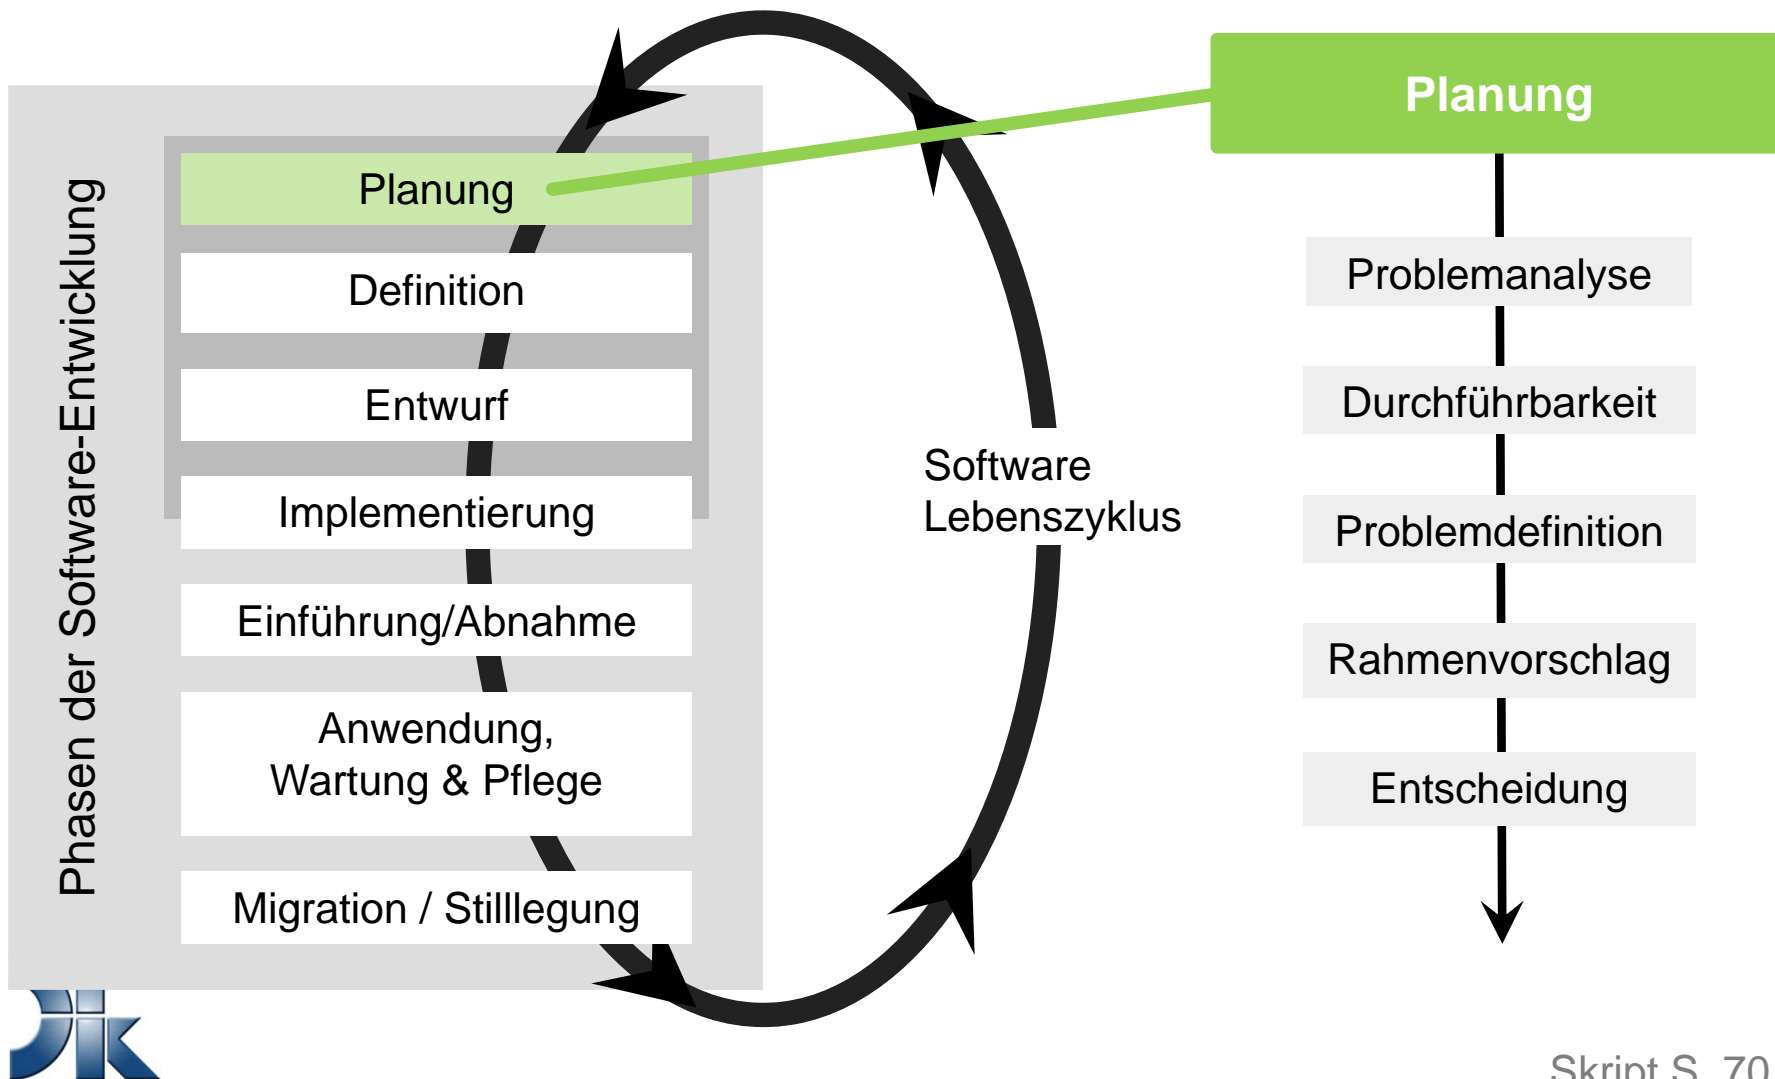 Phasen der Software-Entwicklung
Planung
Definition
Entwurf
Implementierung
Einführung/Abnahme
Anwendung,
Wartung & Pflege
Migration / Stilllegung
Software
Lebenszyklus
Planung
Problemanalyse
Durchführbarkeit
Problemdefinition
Rahmenvorschlag
Entscheidung
Skript S. 70